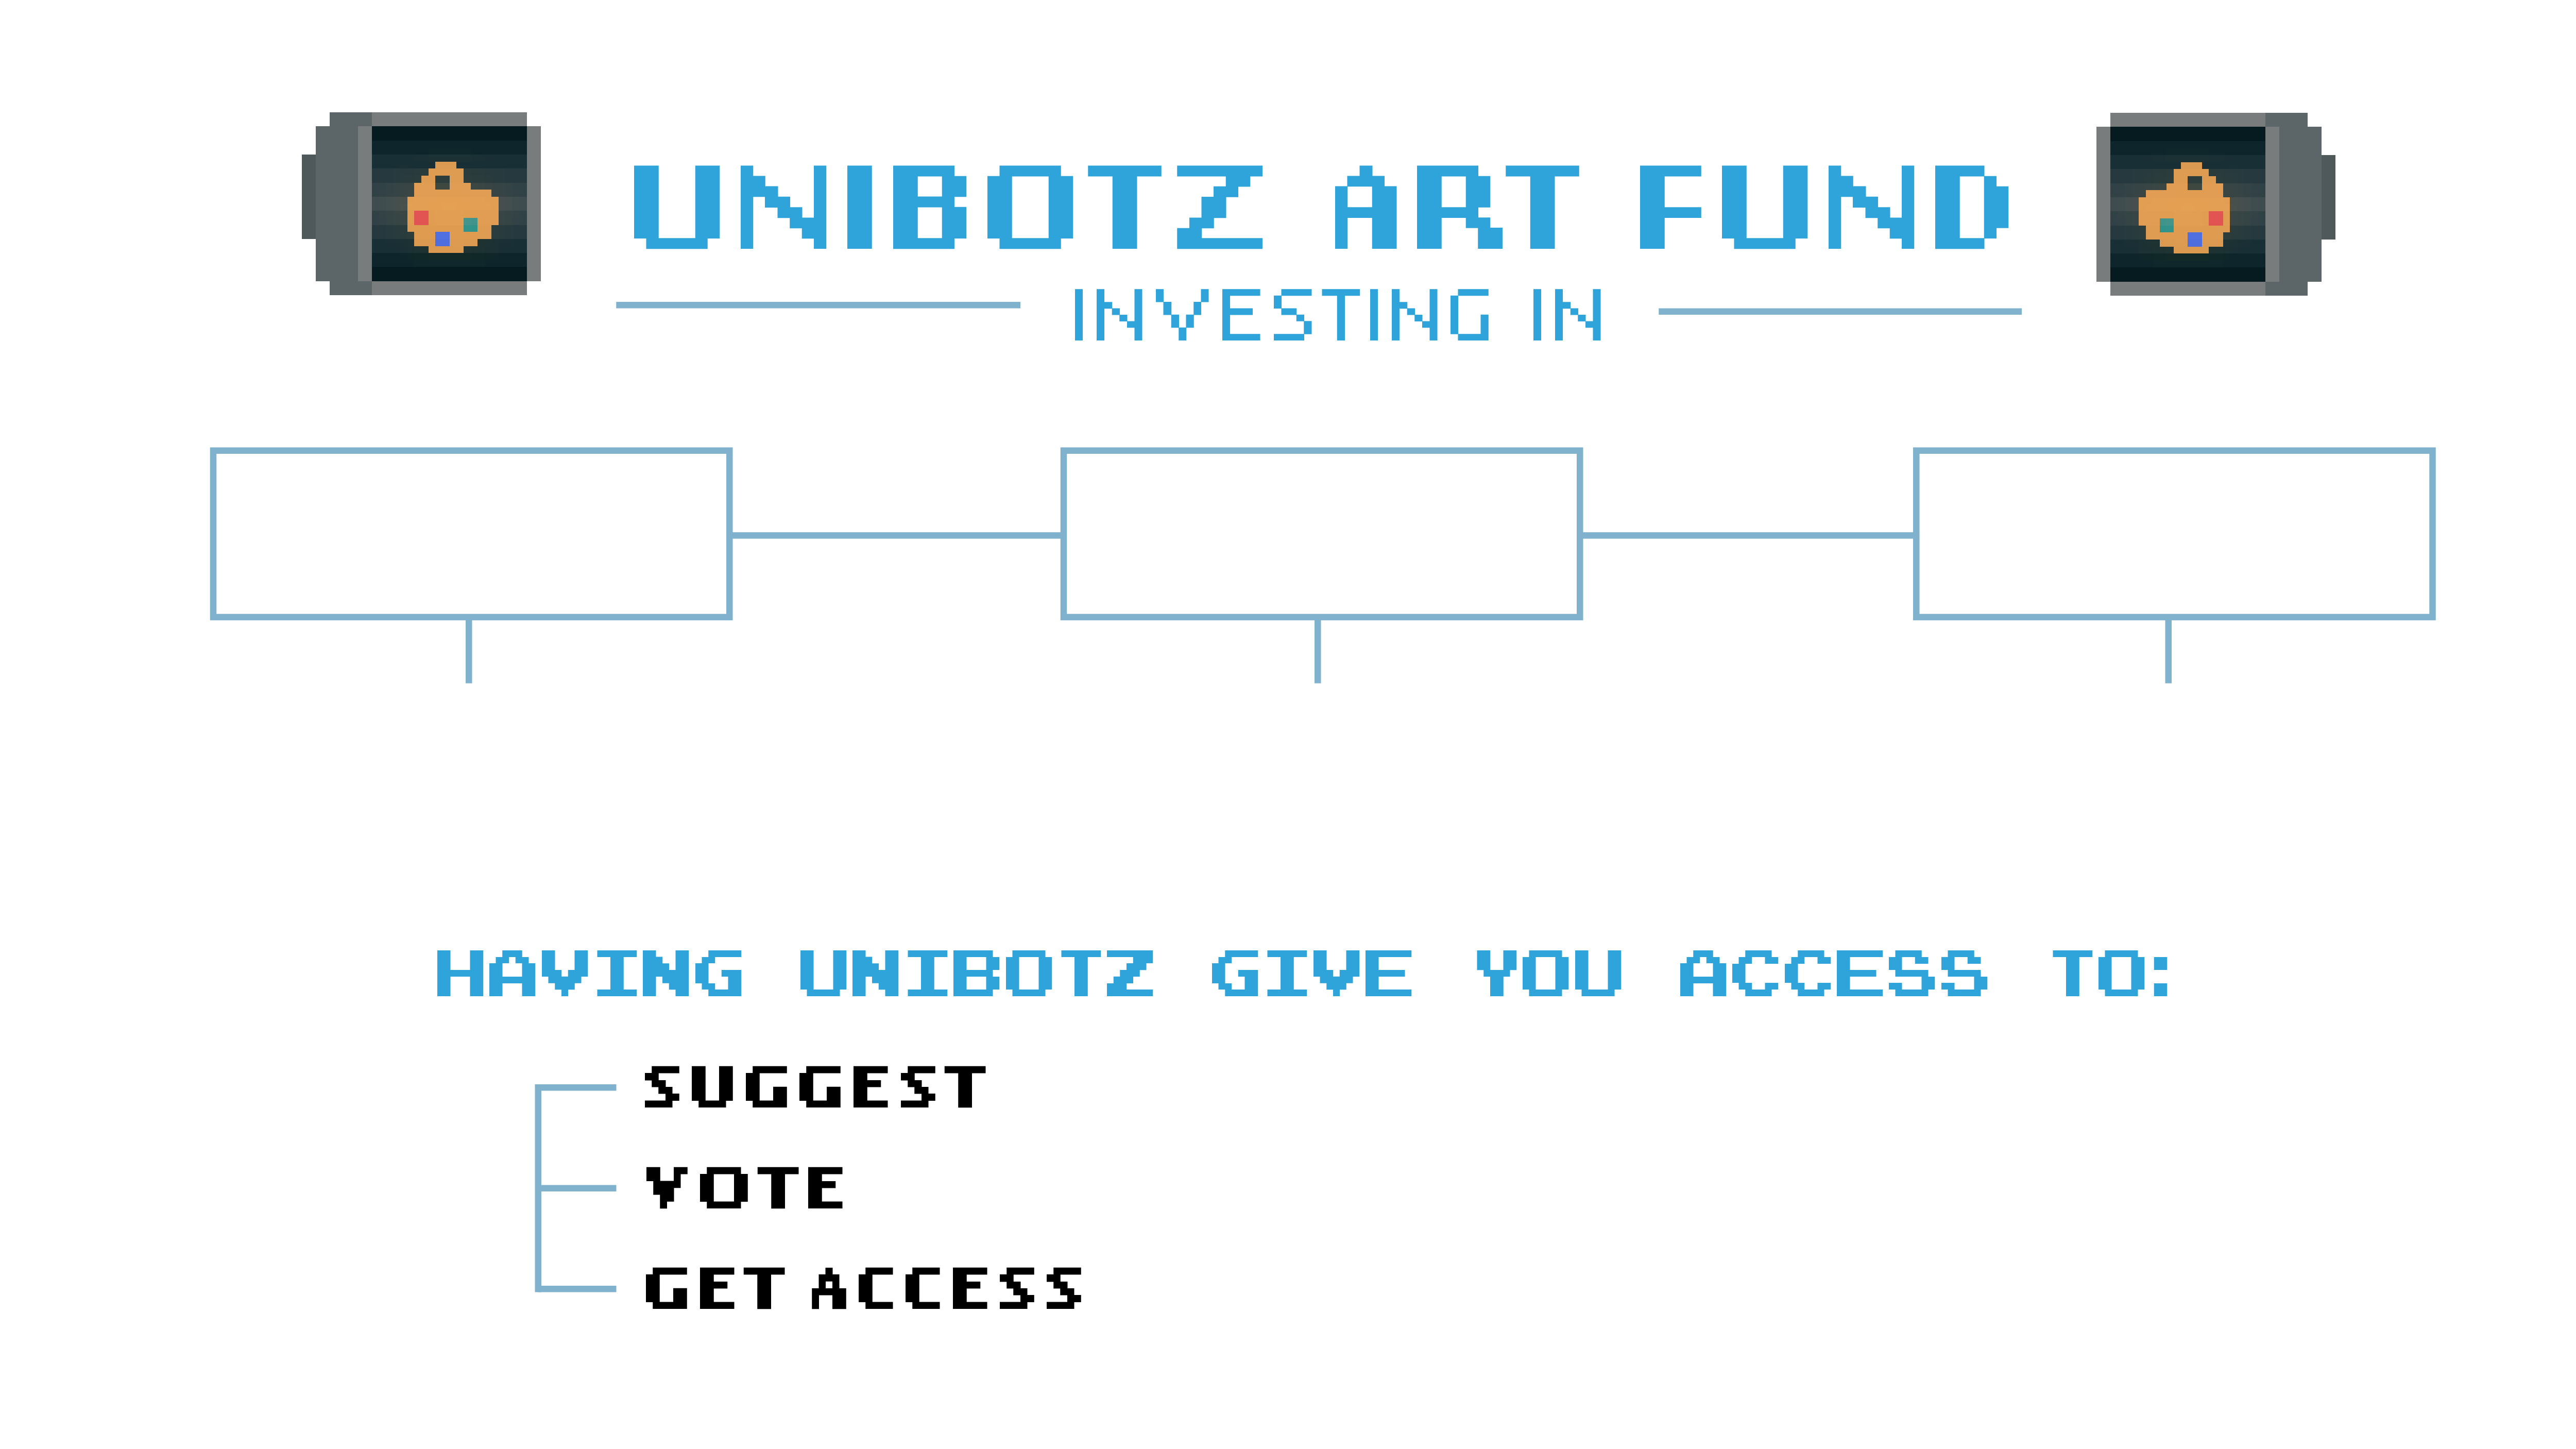 UNIBOTZ ART FUND
INVESTING IN
HAVING UNIBOTZ GIVE YOU ACCESS TO:
SUGGEST
VOTE
GET ACCESS